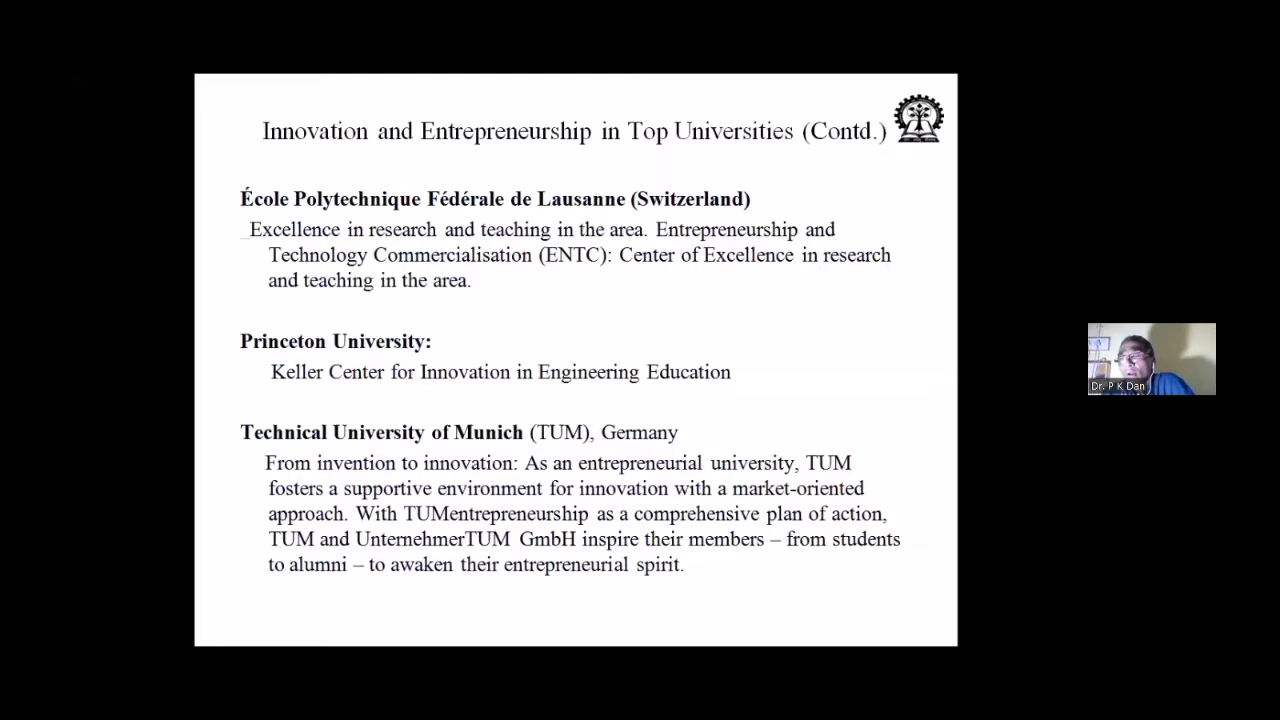 Innovation and Entrepreneurship in Top Universities (Contd.)
École Polytechnique Fédérale de Lausanne (Switzerland)
Excellence in research and teaching in the area. Entrepreneurship and
Technology Commercialisation (ENTC): Center of Excellence in research
and teaching in the area.
Princeton University:
Keller Center for Innovation in Engineering Education
Technical University of Munich (TUM), Germany
From invention to innovation: As an entrepreneurial university, TUM
fosters a supportive environment for innovation with a market-oriented
approach. With TUMentrepreneurship as a comprehensive plan of action,
TUM and UnternehmerTUM GmbH inspire their members – from students
to alumni – to awaken their entrepreneurial spirit.
Dr. P K Dan